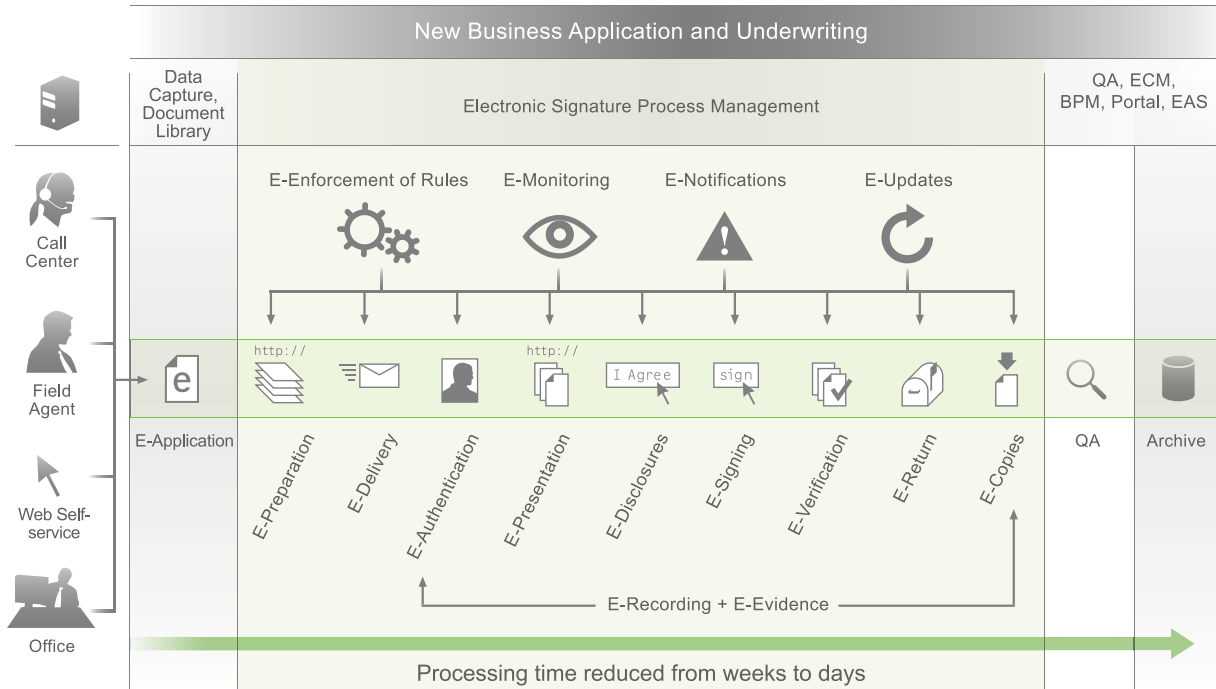 New Business Application and Underwriting
Data
Capture,
Document
Library
Electronic Signature Process Management
QA, ECM,
BPM, Portal, EAS
Call
Center
Field
Agent
Web Self-
service
Office
E-Enforcement of Rules
E-Monitoring
E-Notifications
E-Updates
http://
http://
e
I Agree
sign
!
E-Application
E-Preparation
E-Delivery
E-Authentication
E-Presentation
E-Disclosures
E-Signing
E-Verification
E-Return
E-Copies
QA
Archive
E-Recording + E-Evidence
Processing time reduced from weeks to days